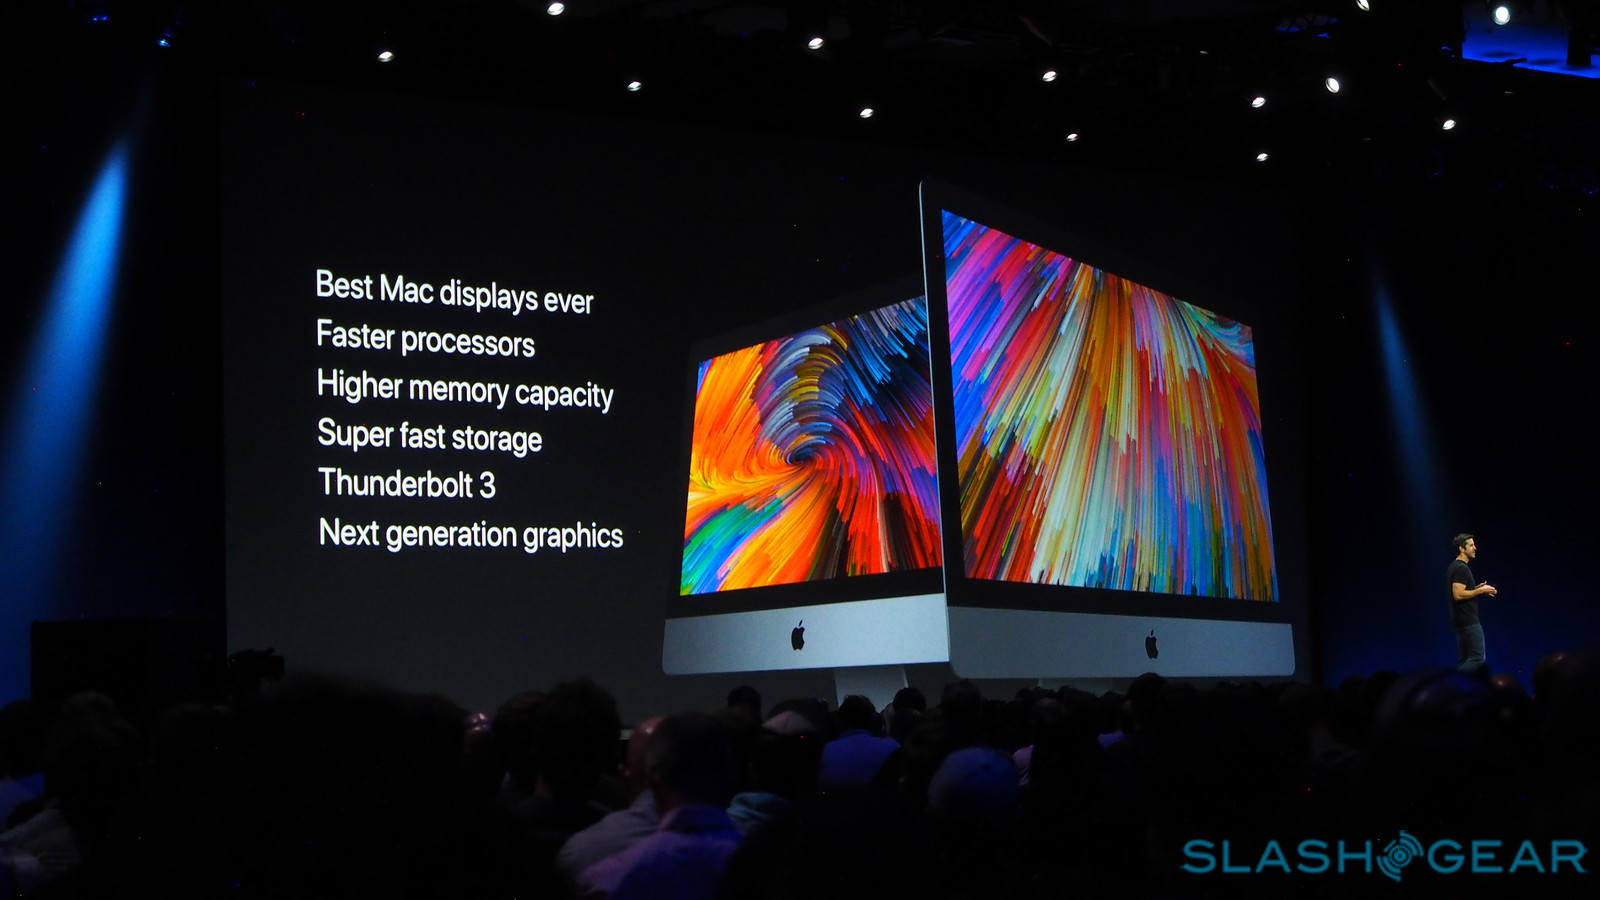 Best Mac displays ever
Faster processors
Higher memory capacity
Super fast storage
Thunderbolt 3
Next generation graphics
SLASHGEAR